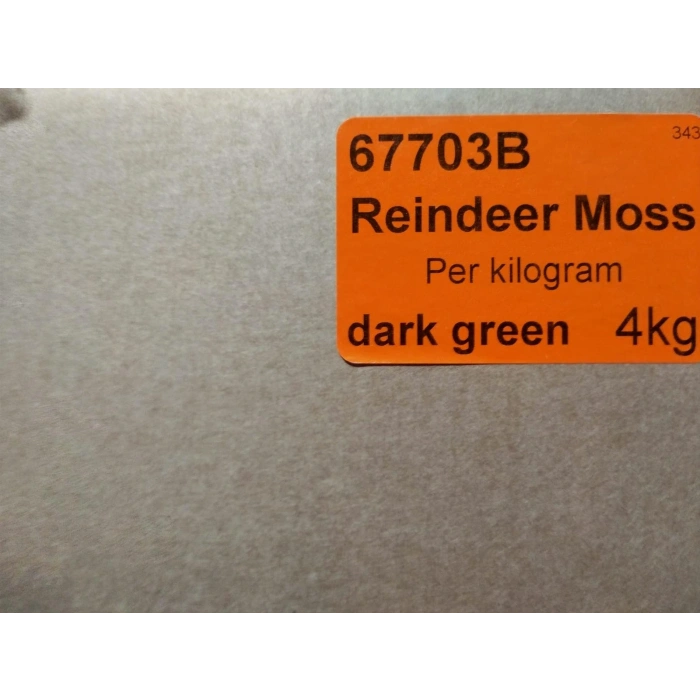 343
67703B
Reindeer Moss
Per kilogram
dark green 4kg